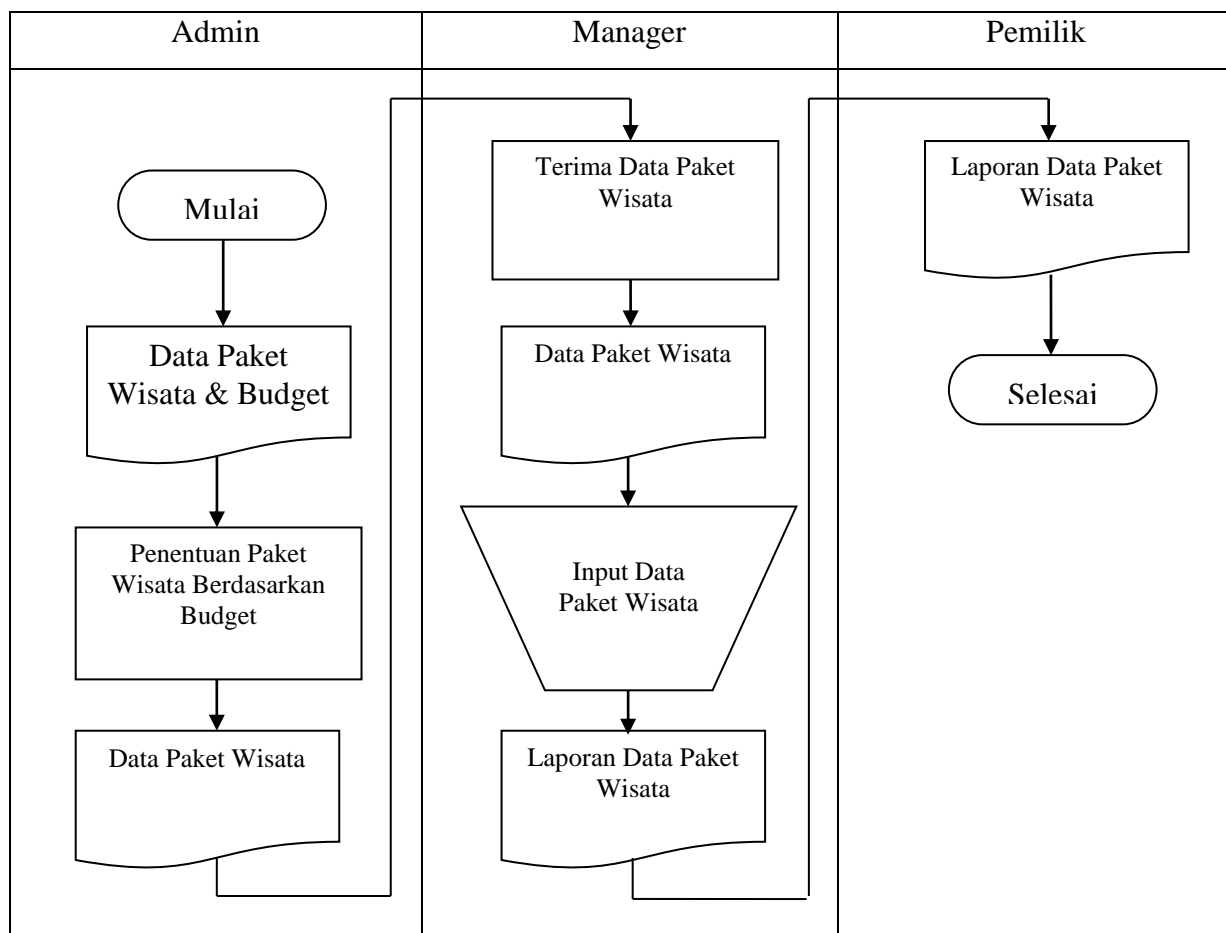 Admin
Manager
Pemilik
Mulai
Data Paket
Wisata & Budget
Penentuan Paket
Wisata Berdasarkan
Budget
Data Paket Wisata
Terima Data Paket
Wisata
Data Paket Wisata
Input Data
Paket Wisata
Laporan Data Paket
Wisata
Laporan Data Paket
Wisata
Selesai